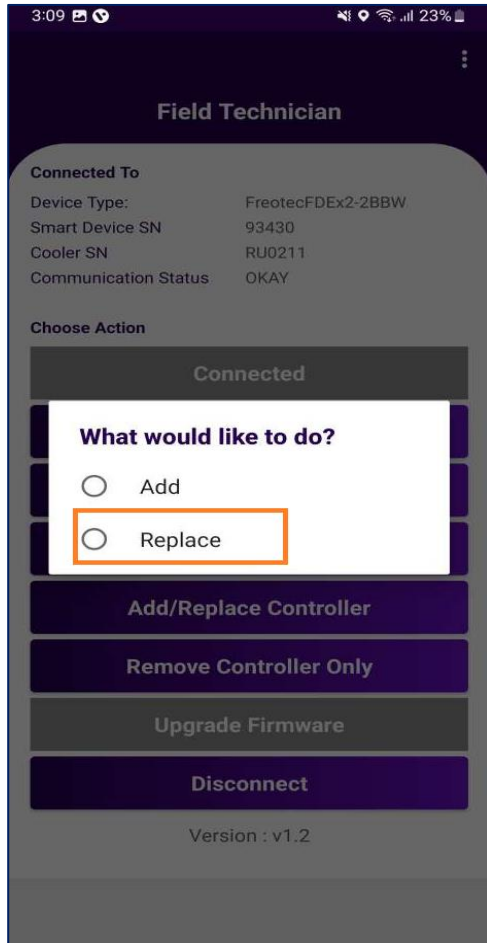 3:09 23%
Field Technician
Connected To
Device Type: FreotecFDEx2-2BBW
Smart Device SN 93430
Cooler SN RU0211
Communication Status OKAY
Choose Action
Connected
What would like to do?
Add
Replace
Add/Replace Controller
Remove Controller Only
Upgrade Firmware
Disconnect
Version : v1.2